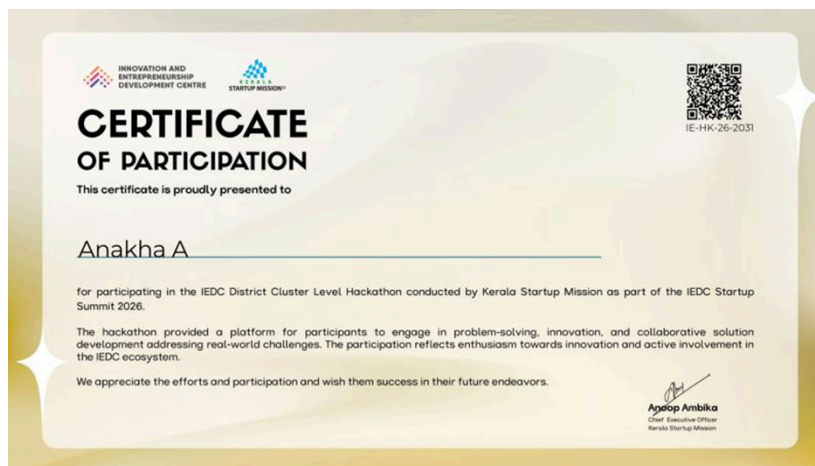 INNOVATION AND
ENTREPRENEURSHIP
DEVELOPMENT CENTRE
KERALA
STARTUP MISSION
IE-HK-26-2031
CERTIFICATE
OF PARTICIPATION
This certificate is proudly presented to
Anakha A
for participating in the IEDC District Cluster Level Hackathon conducted by Kerala Startup Mission as part of the IEDC Startup
Summit 2026.
The hackathon provided a platform for participants to engage in problem-solving, innovation, and collaborative solution
development addressing real-world challenges. The participation reflects enthusiasm towards innovation and active involvement in
the IEDC ecosystem.
We appreciate the efforts and participation and wish them success in their future endeavors.
Anoop Ambika
Chief Executive Officer
Kerala Startup Mission